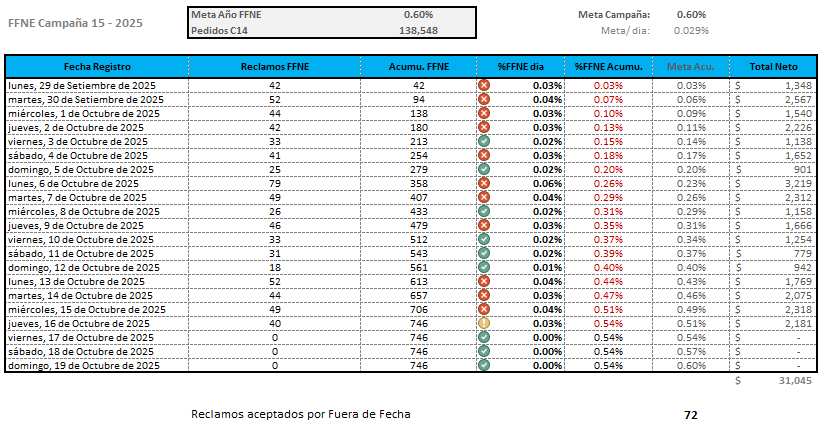 FFNE Campaña 15 - 2025
Meta Año FFNE 0.60% Meta Campaña: 0.60%
Pedidos C14 138,548 Meta/ dia: 0.029%
Fecha Registro Reclamos FFNE Acumu. FFNE %FFNE dia %FFNE Acumu. Meta Acu. Total Neto
lunes, 29 de Setiembre de 2025 42 42 0.03% 0.03% 0.03% $ 1,348
martes, 30 de Setiembre de 2025 52 94 0.04% 0.07% 0.06% $ 2,567
miércoles, 1 de Octubre de 2025 44 138 0.03% 0.10% 0.09% $ 1,540
jueves, 2 de Octubre de 2025 42 180 0.03% 0.13% 0.11% $ 2,226
viernes, 3 de Octubre de 2025 33 213 0.02% 0.15% 0.14% $ 1,138
sábado, 4 de Octubre de 2025 41 254 0.03% 0.18% 0.17% $ 1,652
domingo, 5 de Octubre de 2025 25 279 0.02% 0.20% 0.20% $ 901
lunes, 6 de Octubre de 2025 79 358 0.06% 0.26% 0.23% $ 3,219
martes, 7 de Octubre de 2025 49 407 0.04% 0.29% 0.26% $ 2,312
miércoles, 8 de Octubre de 2025 26 433 0.02% 0.31% 0.29% $ 1,158
jueves, 9 de Octubre de 2025 46 479 0.03% 0.35% 0.31% $ 1,666
viernes, 10 de Octubre de 2025 33 512 0.02% 0.37% 0.34% $ 1,254
sábado, 11 de Octubre de 2025 31 543 0.02% 0.39% 0.37% $ 779
domingo, 12 de Octubre de 2025 18 561 0.01% 0.40% 0.40% $ 942
lunes, 13 de Octubre de 2025 52 613 0.04% 0.44% 0.43% $ 1,769
martes, 14 de Octubre de 2025 44 657 0.03% 0.47% 0.46% $ 2,075
miércoles, 15 de Octubre de 2025 49 706 0.04% 0.51% 0.49% $ 2,318
jueves, 16 de Octubre de 2025 40 746 0.03% 0.54% 0.51% $ 2,181
viernes, 17 de Octubre de 2025 0 746 0.00% 0.54% 0.54% $ -
sábado, 18 de Octubre de 2025 0 746 0.00% 0.54% 0.57% $ -
domingo, 19 de Octubre de 2025 0 746 0.00% 0.54% 0.60% $ -
$ 31,045
Reclamos aceptados por Fuera de Fecha 72